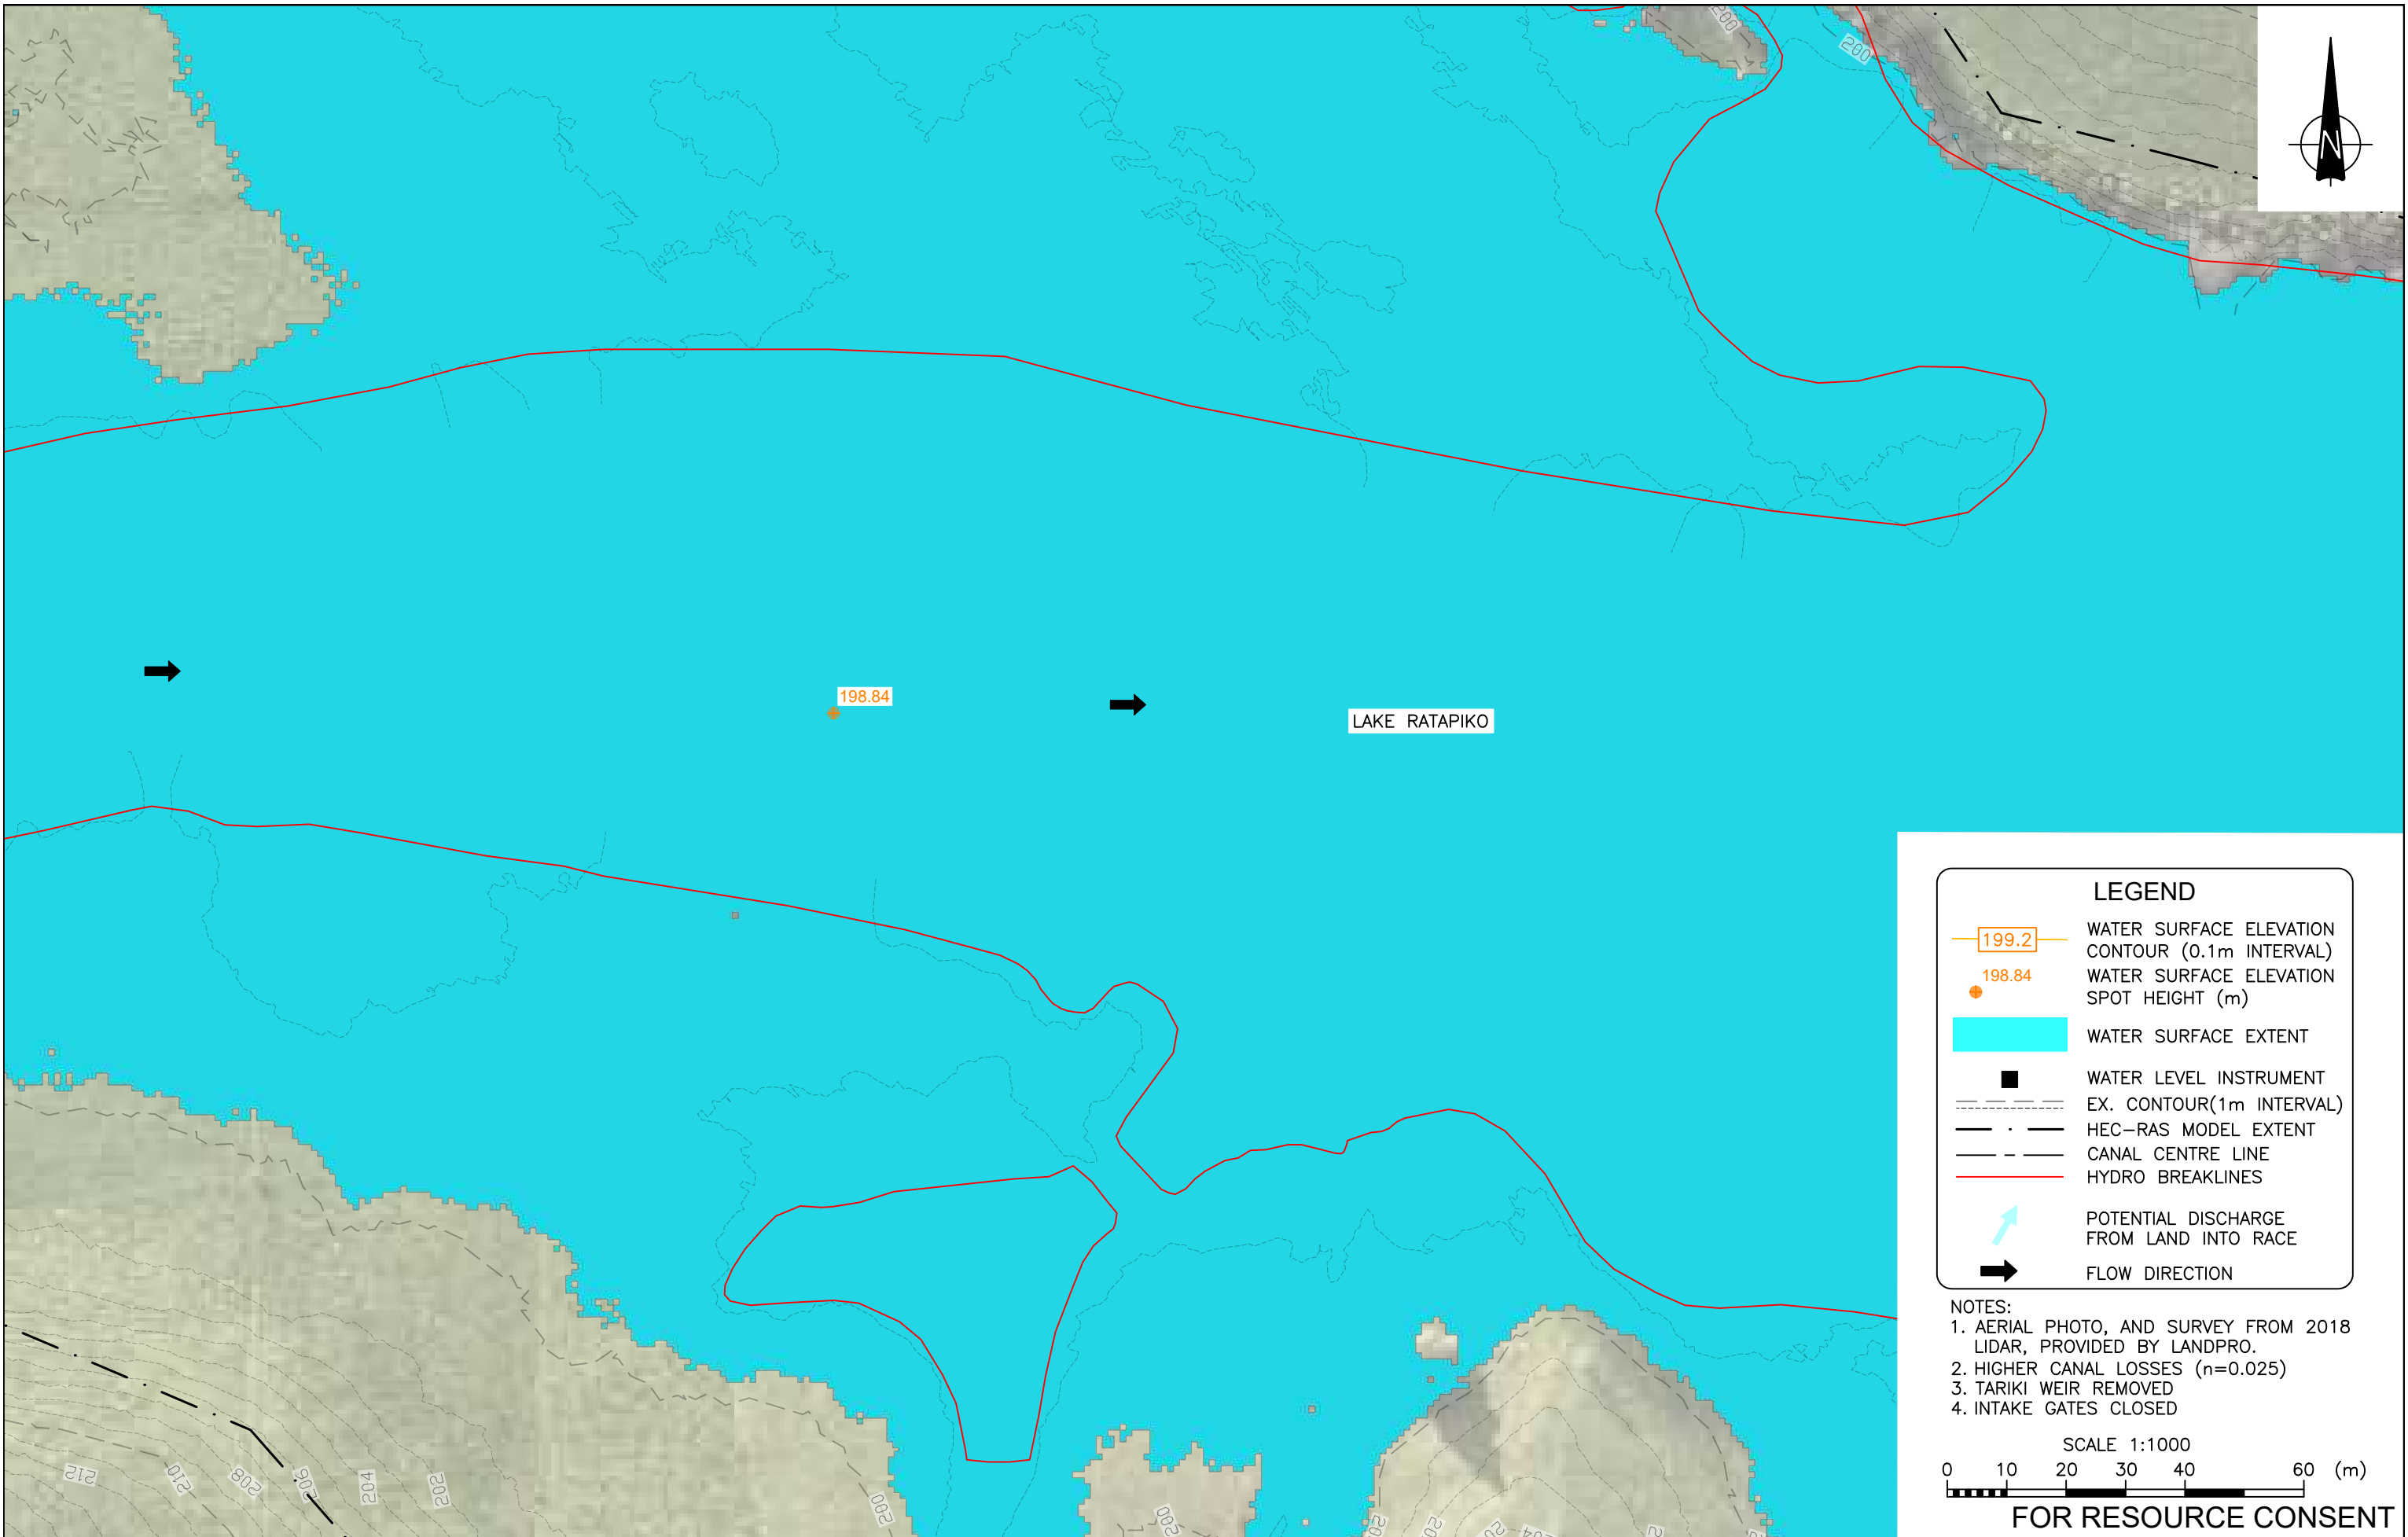 200
200
N
198.84
LAKE RATAPIKO
LEGEND
199.2
WATER SURFACE ELEVATION
CONTOUR (0.1m INTERVAL)
198.84
WATER SURFACE ELEVATION
SPOT HEIGHT (m)
WATER SURFACE EXTENT
WATER LEVEL INSTRUMENT
EX. CONTOUR(1m INTERVAL)
HEC-RAS MODEL EXTENT
CANAL CENTRE LINE
HYDRO BREAKLINES
POTENTIAL DISCHARGE
FROM LAND INTO RACE
FLOW DIRECTION
NOTES:
1. AERIAL PHOTO, AND SURVEY FROM 2018
LIDAR, PROVIDED BY LANDPRO.
2. HIGHER CANAL LOSSES (n=0.025)
3. TARIKI WEIR REMOVED
4. INTAKE GATES CLOSED
SCALE 1:1000
0 10 20 30 40 60 (m)
FOR RESOURCE CONSENT
212 210 208 206 204 202 200 200